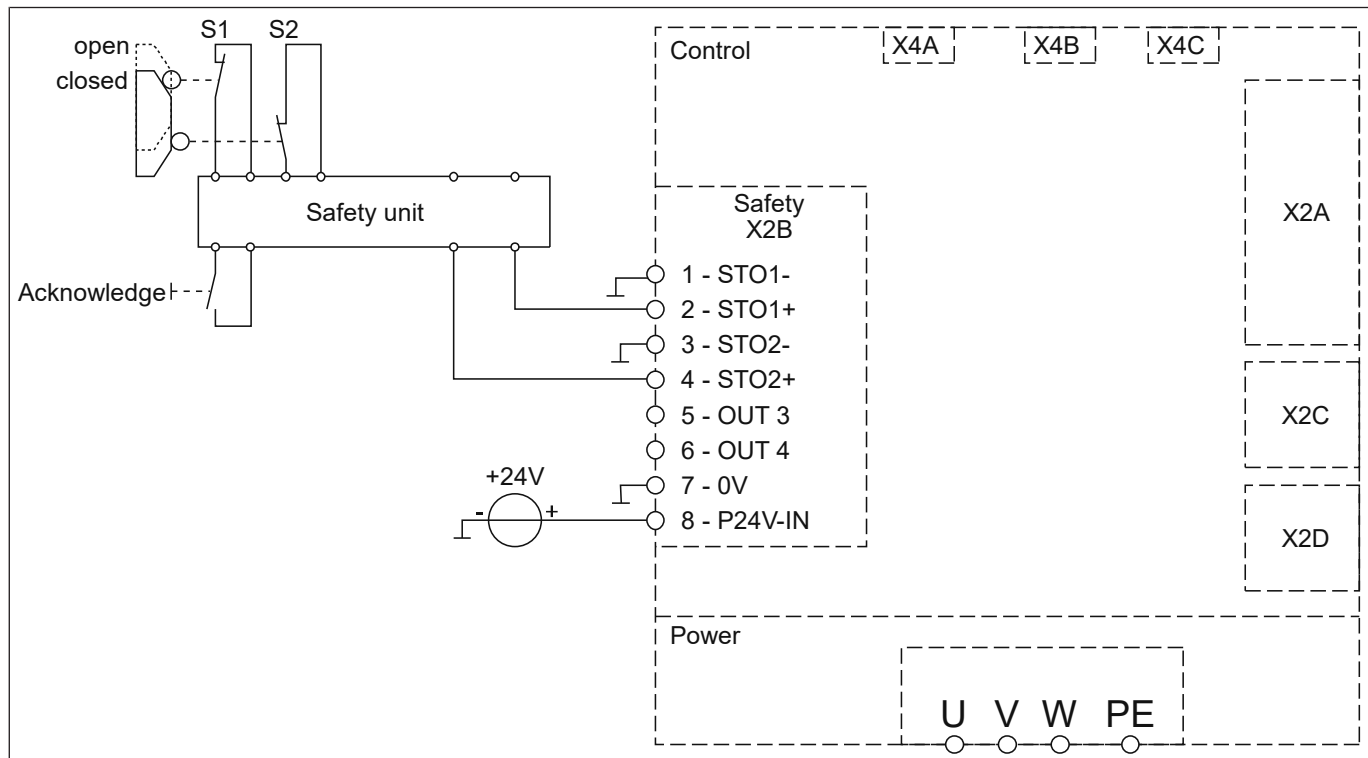 S1 S2
open
closed
Safety unit
Acknowledge
+24V
- +
Control
X4A X4B X4C
X2A
X2C
X2D
Safety
X2B
1 - STO1-
2 - STO1+
3 - STO2-
4 - STO2+
5 - OUT 3
6 - OUT 4
7 - 0V
8 - P24V-IN
Power
U V W PE